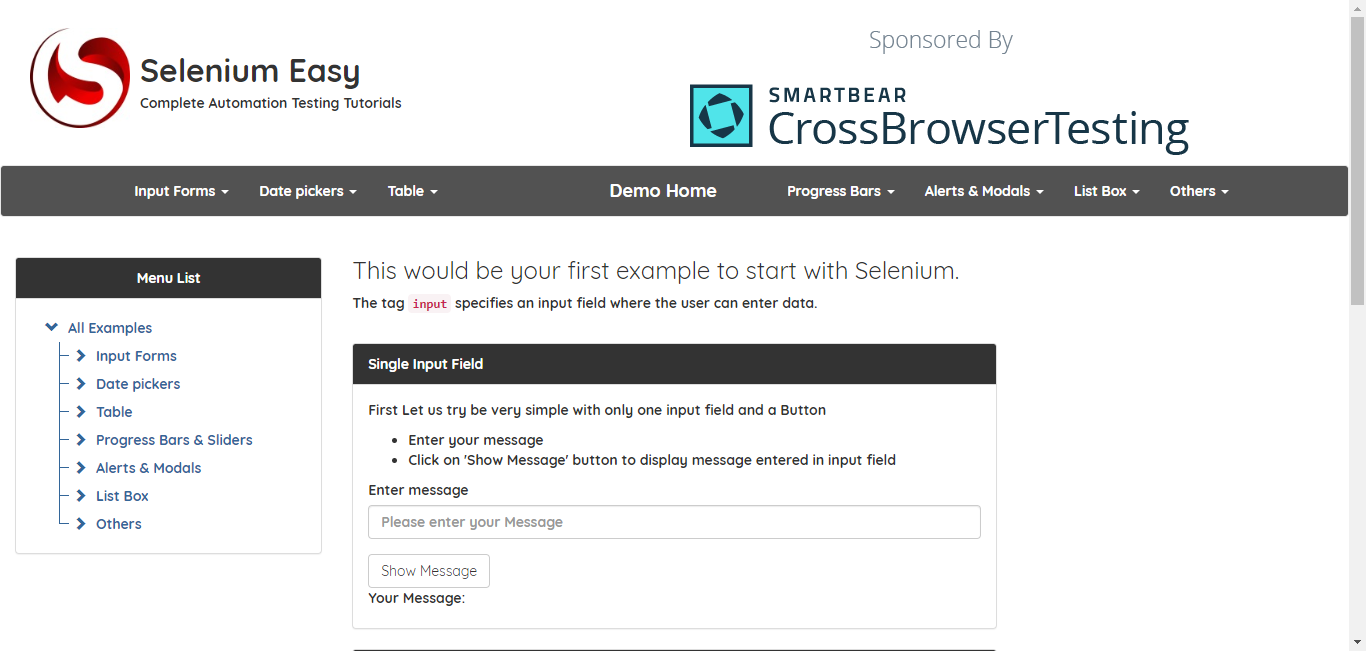 Selenium Easy
Complete Automation Testing Tutorials
Sponsored By
SMARTBEAR
CrossBrowserTesting
Input Forms Date pickers Table Demo Home Progress Bars Alerts & Modals List Box Others
Menu List
All Examples
Input Forms
Date pickers
Table
Progress Bars & Sliders
Alerts & Modals
List Box
Others
This would be your first example to start with Selenium.
The tag input specifies an input field where the user can enter data.
Single Input Field
First Let us try be very simple with only one input field and a Button
Enter your message
Click on 'Show Message' button to display message entered in input field
Enter message
Please enter your Message
Show Message
Your Message: